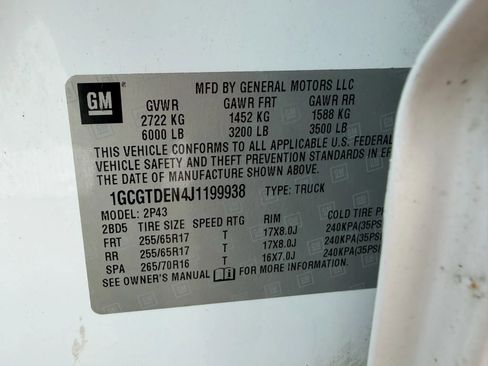 MFD BY GENERAL MOTORS LLC
GM
GVWR GAWR FRT GAWR RR
2722 KG 1452 KG 1588 KG
6000 LB 3200 LB 3500 LB
THIS VEHICLE CONFORMS TO ALL APPLICABLE U.S. FEDERAL
VEHICLE SAFETY AND THEFT PREVENTION STANDARDS IN EF
THE DATE OF MANUFACTURE SHOWN ABOVE.
1GCGTDEN4J1199938 TYPE: TRUCK
MODEL: 2P43
2BD5 TIRE SIZE SPEED RTG RIM COLD TIRE P
FRT 255/65R17 T 17X8.0J 240KPA(35PSI
RR 255/65R17 T 17X8.0J 240KPA(35PSI
SPA 265/70R16 T 16X7.0J 240KPA(35PSI
SEE OWNER'S MANUAL FOR MORE INFORMATION